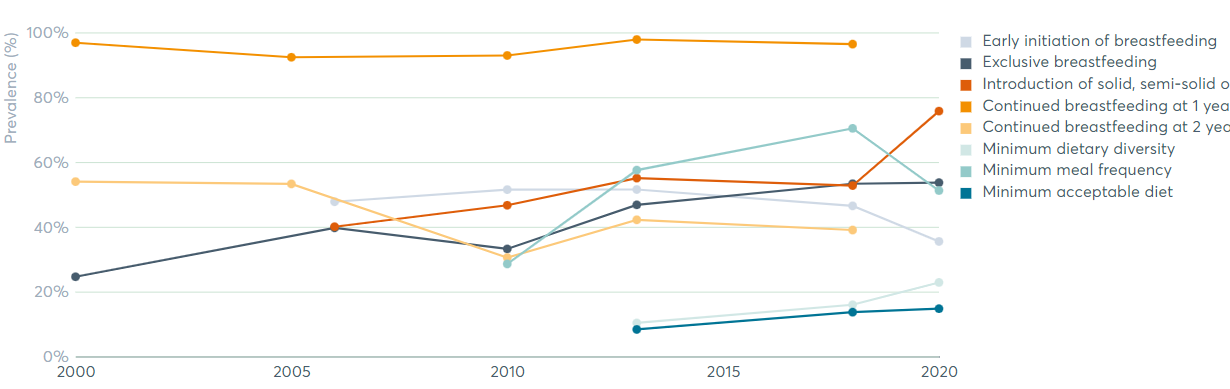 Prevalence (%)
100%
80%
60%
40%
20%
0%
2000
2005
2010
2015
2020
Early initiation of breastfeeding
Exclusive breastfeeding
Introduction of solid, semi-solid o
Continued breastfeeding at 1 yea
Continued breastfeeding at 2 yea
Minimum dietary diversity
Minimum meal frequency
Minimum acceptable diet